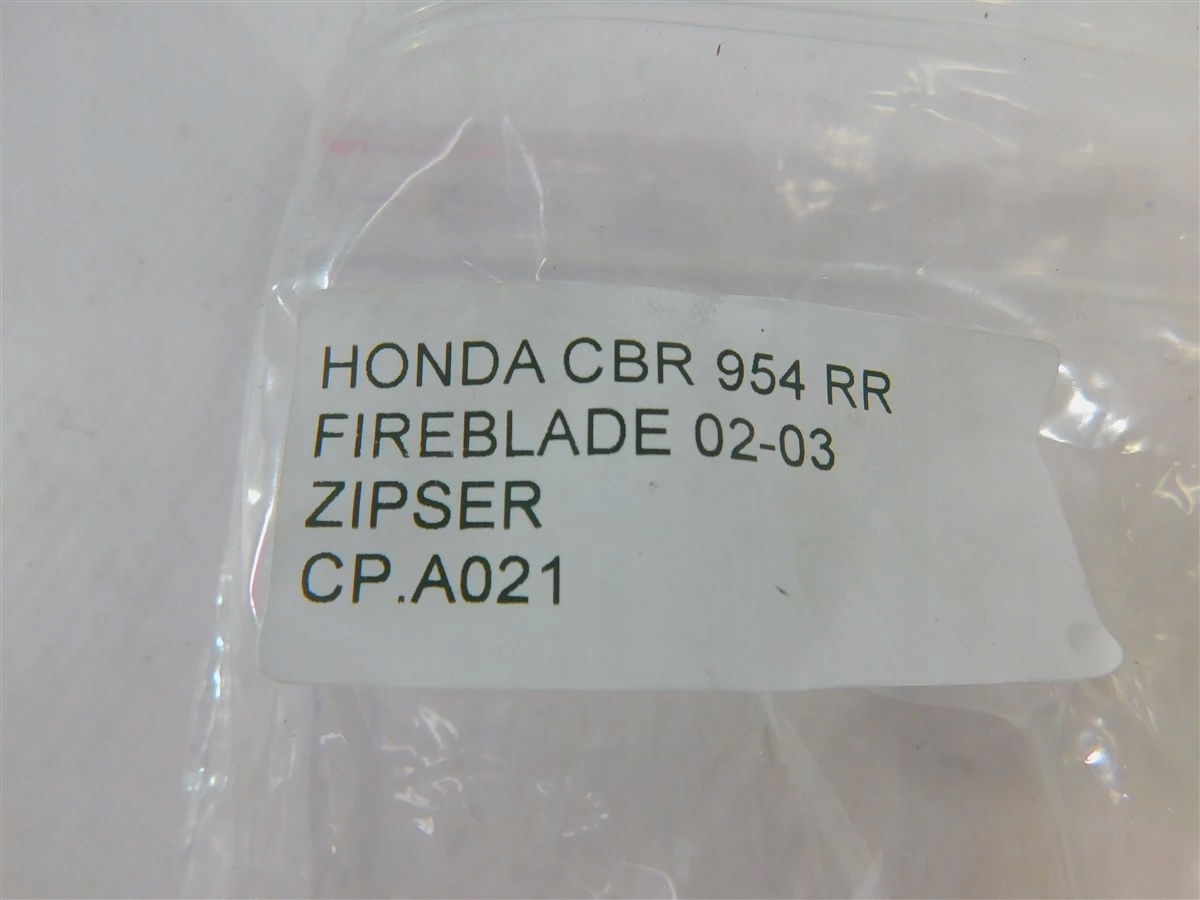 HONDA CBR 954 RR
FIREBLADE 02-03
ZIPSER
CP.A021